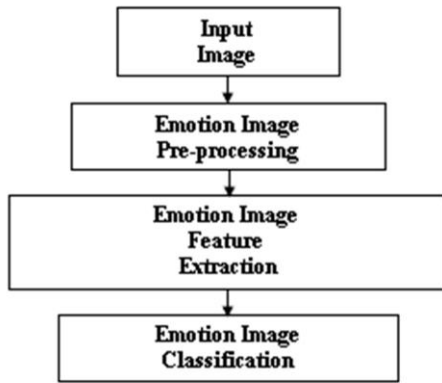 Input
Image
Emotion Image
Pre-processing
Emotion Image
Feature
Extraction
Emotion Image
Classification